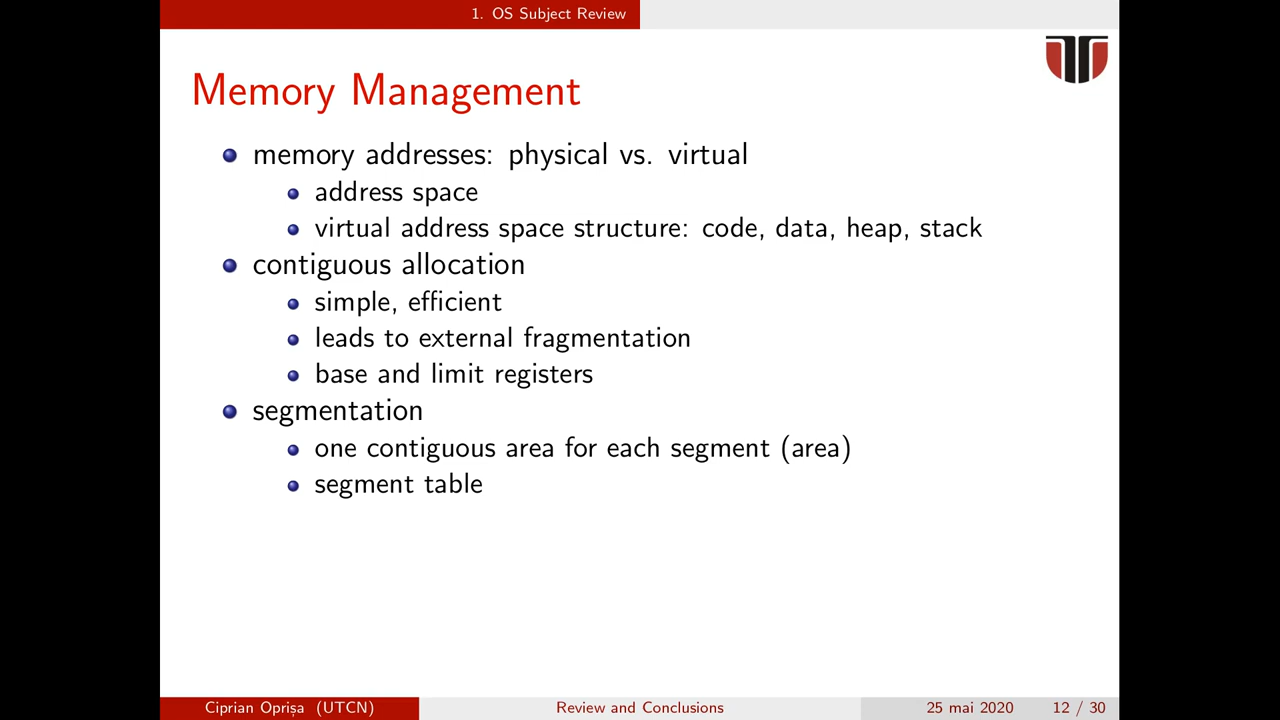 1. OS Subject Review
Memory Management
memory addresses: physical vs. virtual
address space
virtual address space structure: code, data, heap, stack
contiguous allocation
simple, efficient
leads to external fragmentation
base and limit registers
segmentation
one contiguous area for each segment (area)
segment table
Ciprian Oprișa (UTCN)
Review and Conclusions
25 mai 2020
12 / 30